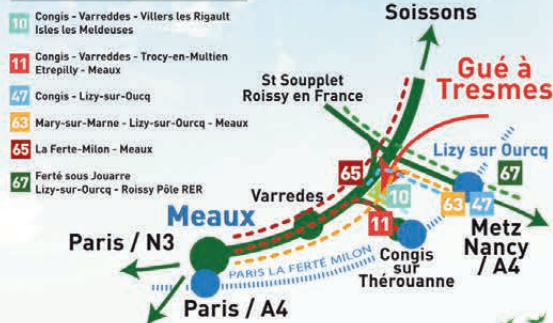 10 Congis - Varreddes - Villers les Rigault
Isles les Meldeuses
11 Congis - Varreddes - Trocy-en-Multien
Etrepilly - Meaux
47 Congis - Lizy-sur-Oucq
63 Mary-sur-Marne - Lizy-sur-Ourcq - Meaux
65 La Ferte-Milon - Meaux
67 Ferté sous Jouarre
Lizy-sur-Ourcq - Roissy Pôle RER
Soissons
St Soupplet
Roissy en France
Gué à
Tresmes
65
Lizy sur Ourcq
67
Varredes
10
63 47
Meaux
11
Metz
Nancy
/ A4
Paris / N3
Congis
sur
Thérouanne
PARIS LA FERTÉ MILON
Paris / A4